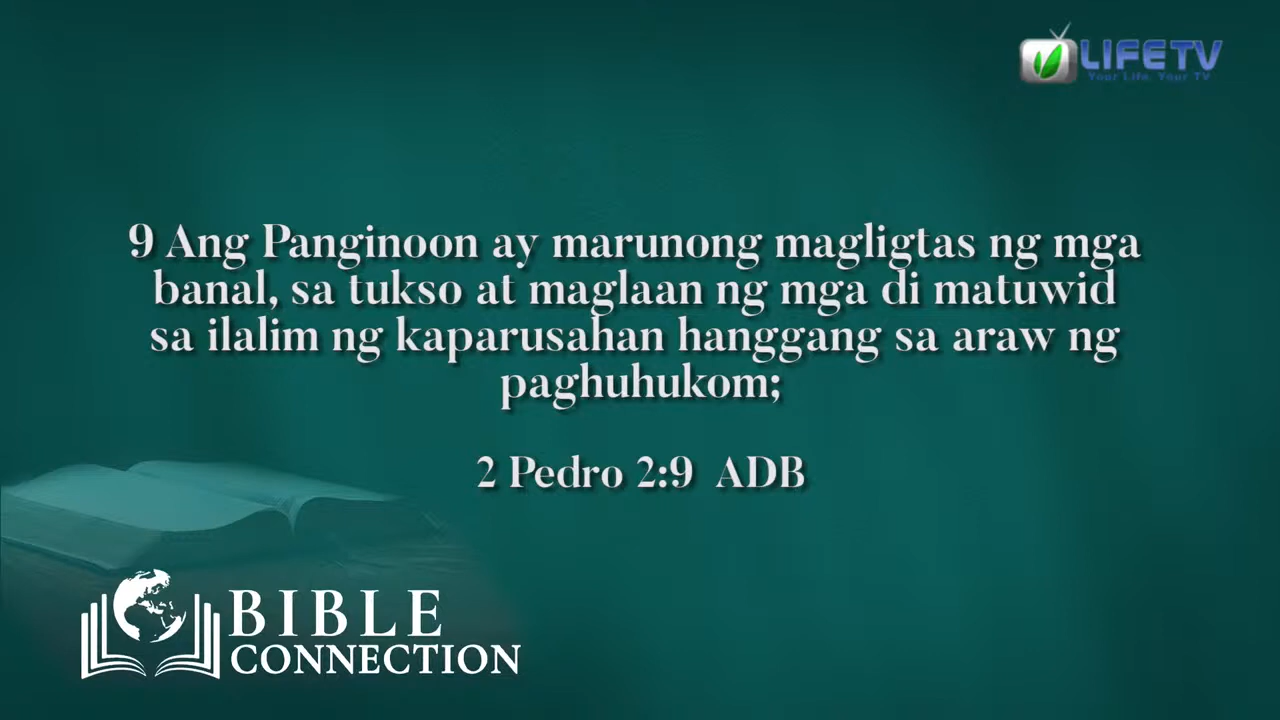 LIFETV
Your Life, Your TV
9 Ang Panginoon ay marunong magligtas ng mga
banal, sa tukso at maglaan ng mga di matuwid
sa ilalim ng kaparusahan hanggang sa araw ng
paghuhukom;
2 Pedro 2:9 ADB
BIBLE
CONNECTION